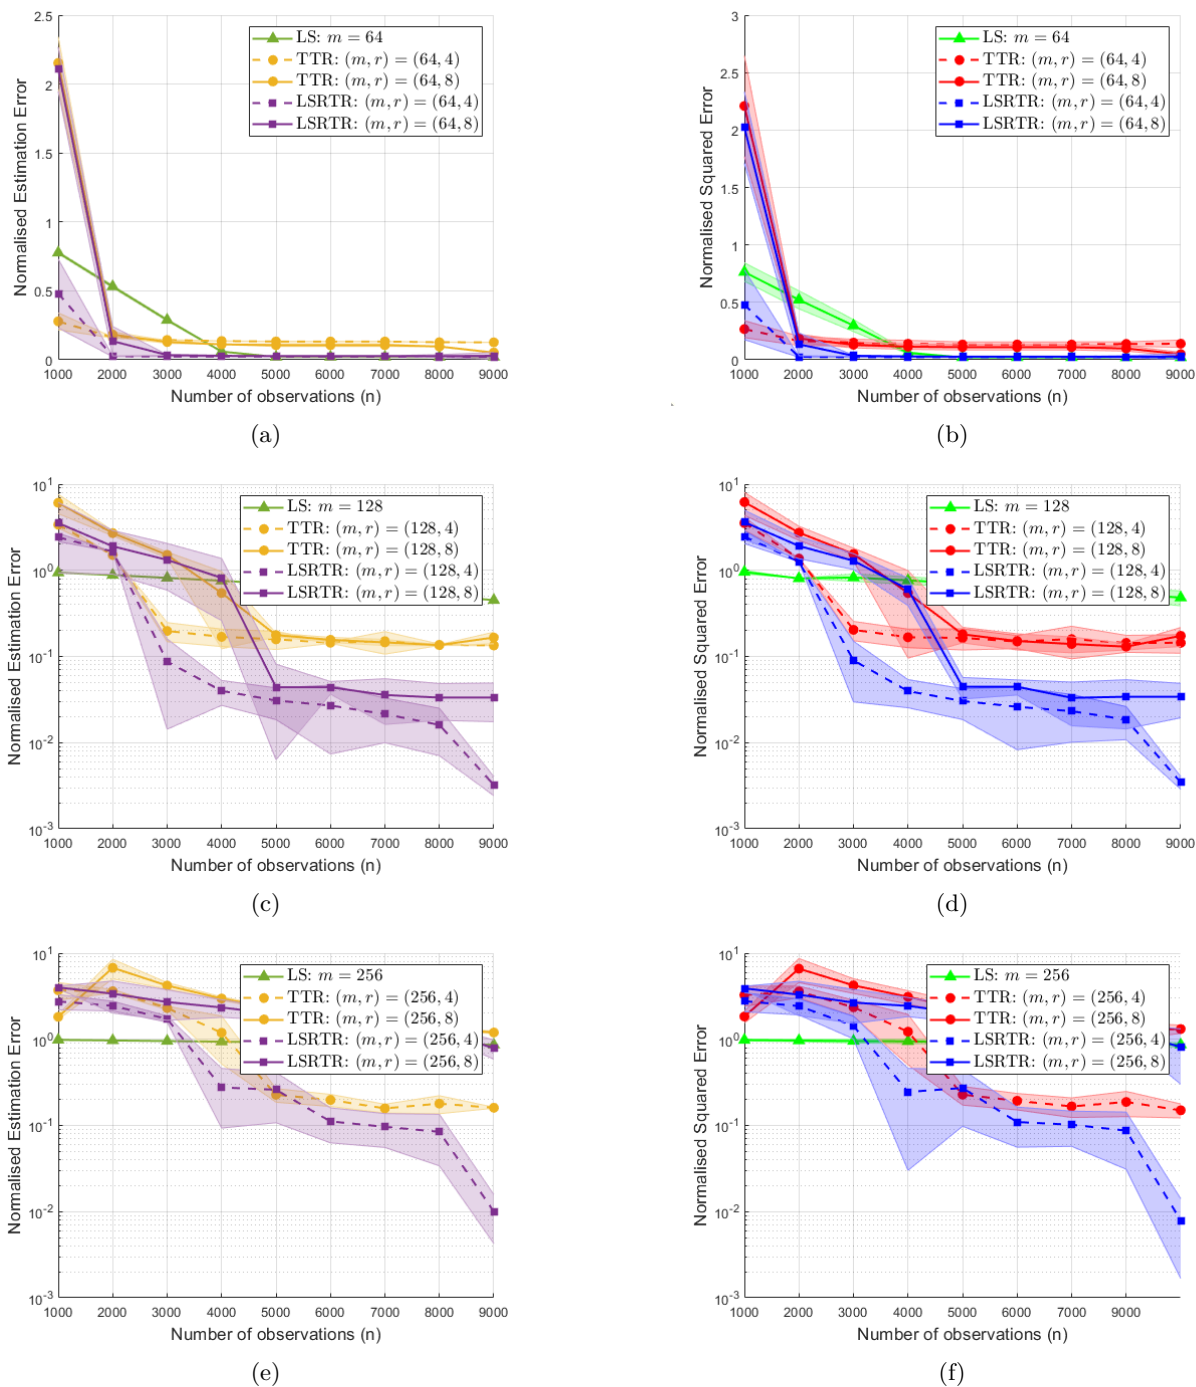 Normalised Estimation Error
2.5
2
1.5
1
0.5
0
LS: m = 64
TTR: (m, r) = (64, 4)
TTR: (m, r) = (64, 8)
LSRTR: (m, r) = (64, 4)
LSRTR: (m, r) = (64, 8)
1000 2000 3000 4000 5000 6000 7000 8000 9000
Number of observations (n)
(a)
Normalised Squared Error
3
2.5
2
1.5
1
0.5
0
LS: m = 64
TTR: (m, r) = (64, 4)
TTR: (m, r) = (64, 8)
LSRTR: (m, r) = (64, 4)
LSRTR: (m, r) = (64, 8)
1000 2000 3000 4000 5000 6000 7000 8000 9000
Number of observations (n)
(b)
Normalised Estimation Error
10^1
10^0
10^-1
10^-2
10^-3
LS: m = 128
TTR: (m, r) = (128, 4)
TTR: (m, r) = (128, 8)
LSRTR: (m, r) = (128, 4)
LSRTR: (m, r) = (128, 8)
1000 2000 3000 4000 5000 6000 7000 8000 9000
Number of observations (n)
(c)
Normalised Squared Error
10^1
10^0
10^-1
10^-2
10^-3
LS: m = 128
TTR: (m, r) = (128, 4)
TTR: (m, r) = (128, 8)
LSRTR: (m, r) = (128, 4)
LSRTR: (m, r) = (128, 8)
1000 2000 3000 4000 5000 6000 7000 8000 9000
Number of observations (n)
(d)
Normalised Estimation Error
10^1
10^0
10^-1
10^-2
10^-3
LS: m = 256
TTR: (m, r) = (256, 4)
TTR: (m, r) = (256, 8)
LSRTR: (m, r) = (256, 4)
LSRTR: (m, r) = (256, 8)
1000 2000 3000 4000 5000 6000 7000 8000 9000
Number of observations (n)
(e)
Normalised Squared Error
10^1
10^0
10^-1
10^-2
10^-3
LS: m = 256
TTR: (m, r) = (256, 4)
TTR: (m, r) = (256, 8)
LSRTR: (m, r) = (256, 4)
LSRTR: (m, r) = (256, 8)
1000 2000 3000 4000 5000 6000 7000 8000 9000
Number of observations (n)
(f)